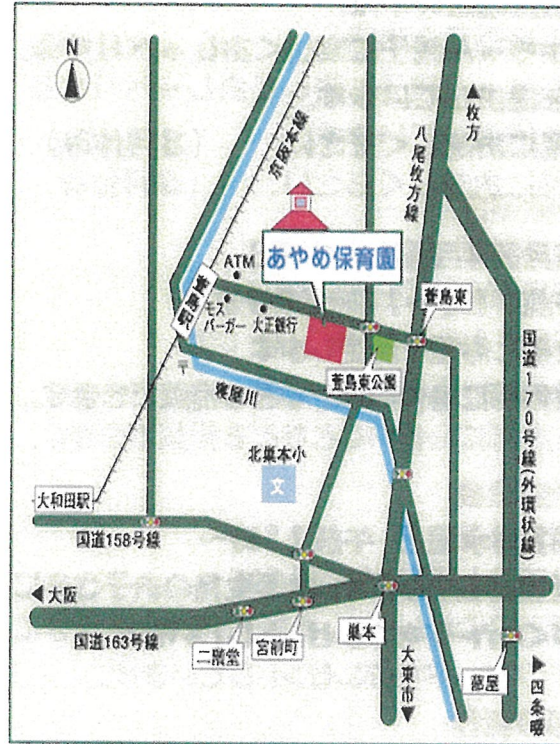 N
京阪本線
八尾枚方線
▲枚方
ATM
あやめ保育園
萱島駅
モス
バーガー
大正銀行
萱島東
萱島東公園
〒
寝屋川
国道170号線(外環状線)
北巣本小
文
大和田駅
国道158号線
◀大阪
国道163号線
二階堂
宮前町
巣本
大東市▼
蔀屋
▶四条畷